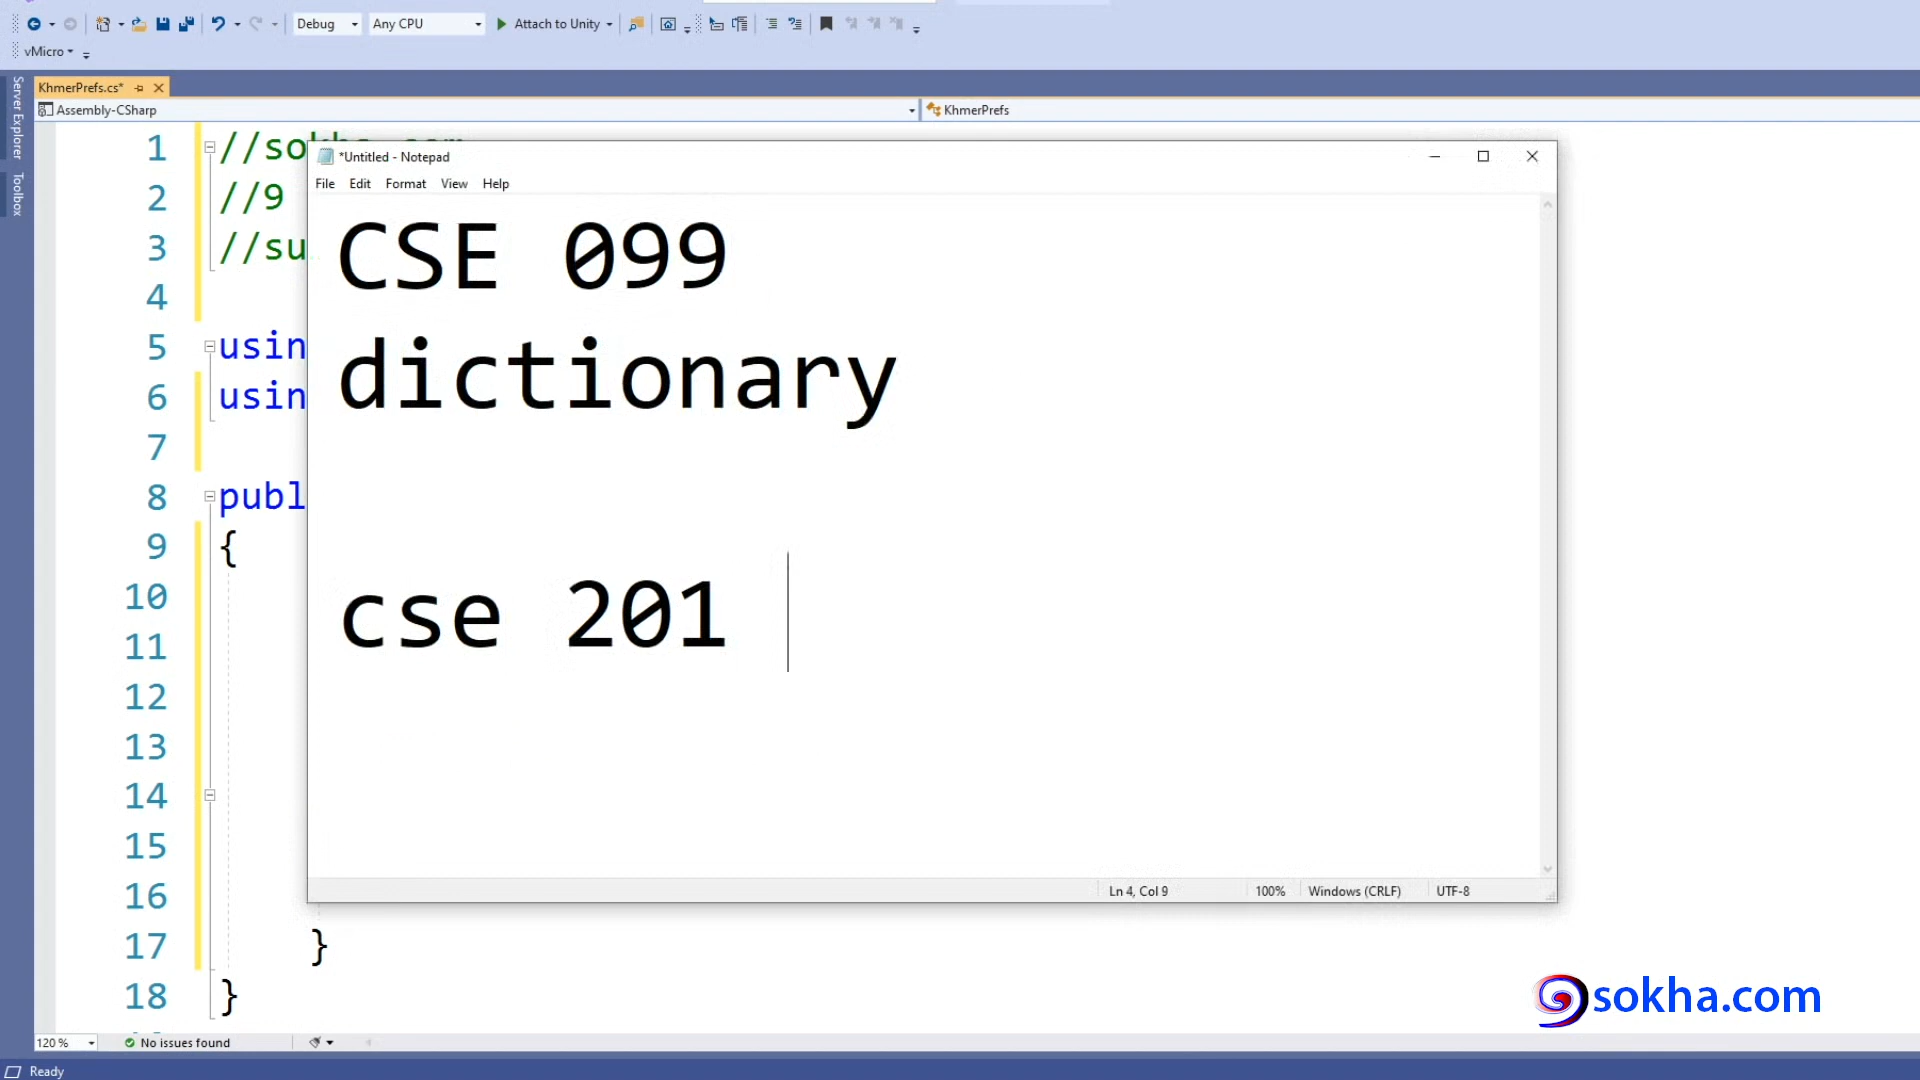 Debug
Any CPU
Attach to Unity
vMicro
Server Explorer
Toolbox
KhmerPrefs.cs*
Assembly-CSharp
KhmerPrefs
1 //so
2 //9
3 //su
4
5 usin
6 usin
7
8 publ
9 {
10
11
12
13
14
15
16
17 }
18 }
*Untitled - Notepad
File Edit Format View Help
CSE 099
dictionary
cse 201
Ln 4, Col 9 100% Windows (CRLF) UTF-8
sokha.com
120 % No issues found
Ready